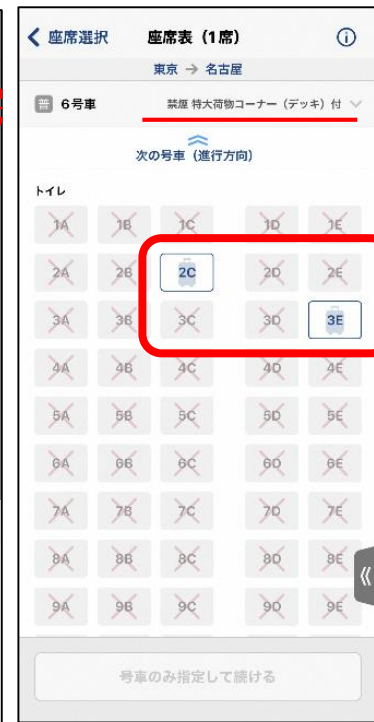 座席選択 座席表（1席）
東京 → 名古屋
普 6号車 禁煙 特大荷物コーナー（デッキ）付
次の号車（進行方向）
トイレ
1A 1B 1C 1D 1E
2A 2B 2C 2D 2E
3A 3B 3C 3D 3E
4A 4B 4C 4D 4E
5A 5B 5C 5D 5E
6A 6B 6C 6D 6E
7A 7B 7C 7D 7E
8A 8B 8C 8D 8E
9A 9B 9C 9D 9E
号車のみ指定して続ける